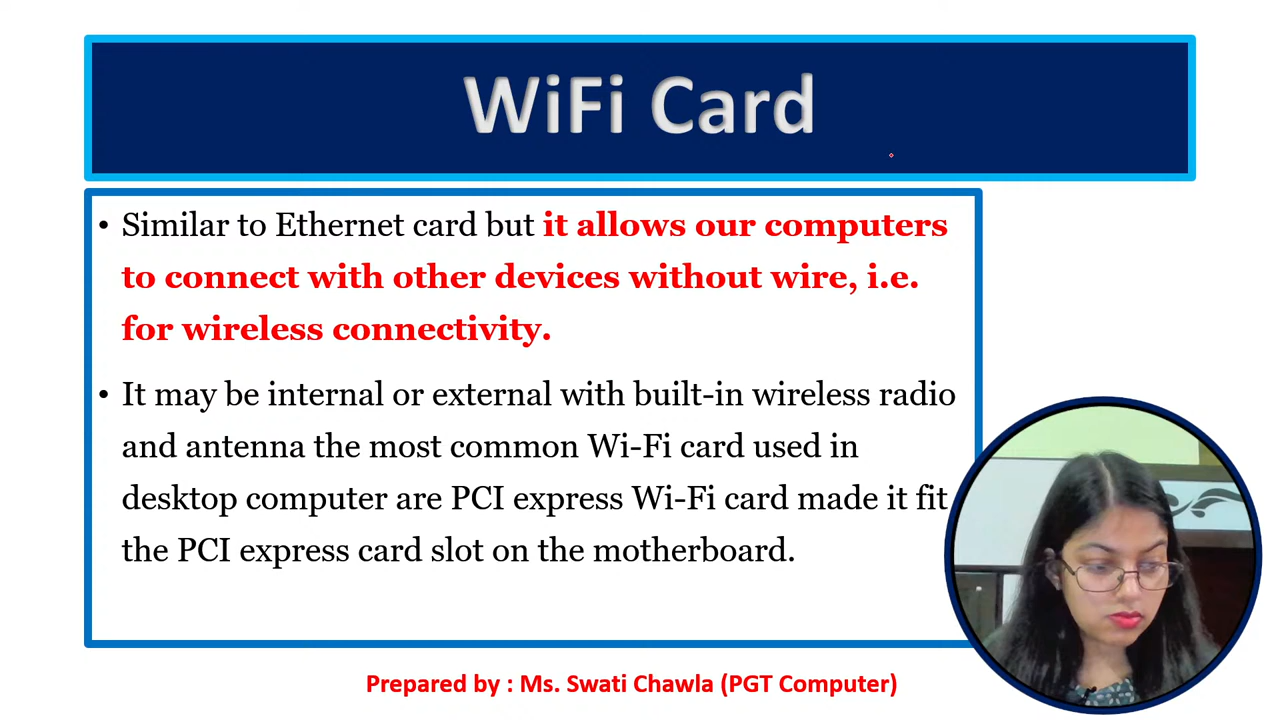 WiFi Card
• Similar to Ethernet card but it allows our computers
to connect with other devices without wire, i.e.
for wireless connectivity.
• It may be internal or external with built-in wireless radio
and antenna the most common Wi-Fi card used in
desktop computer are PCI express Wi-Fi card made it fit
the PCI express card slot on the motherboard.
Prepared by : Ms. Swati Chawla (PGT Computer)